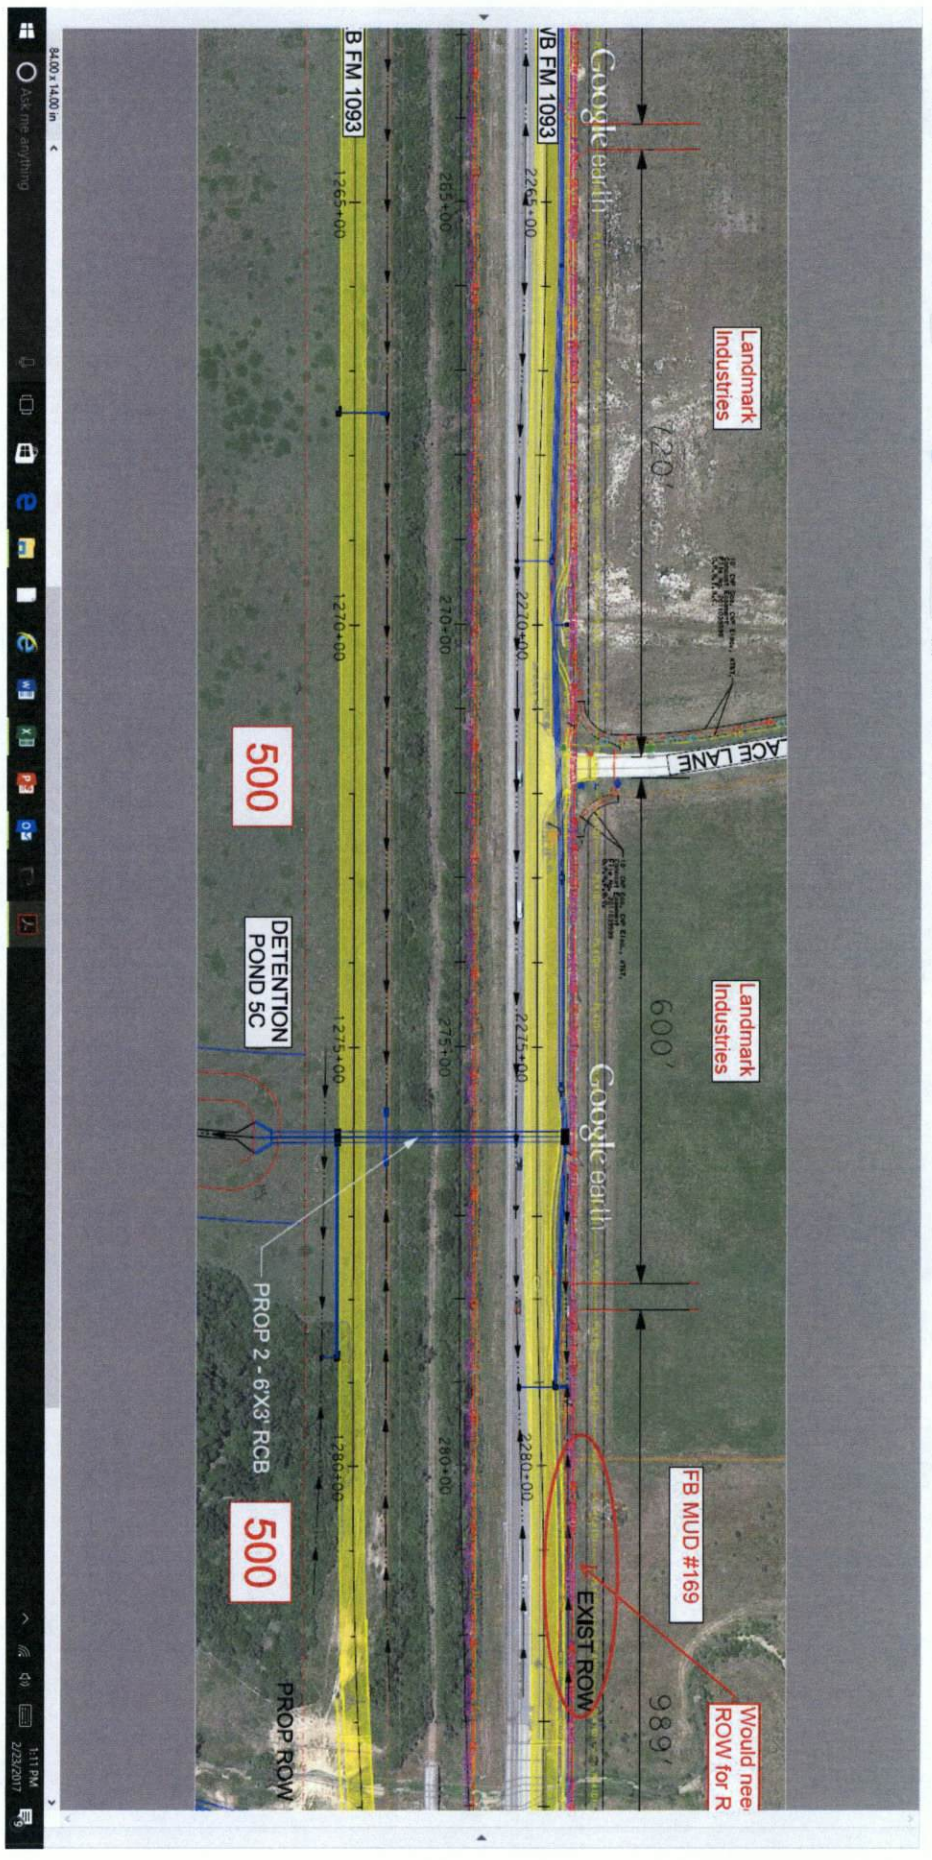 Landmark
Industries
Landmark
Industries
FB MUD #169
Would nee
ROW for R
720'
600'
989'
ACE LANE
Google earth
Google earth
EXIST ROW
WB FM 1093
2265+00
2270+00
2275+00
2280+00
265+00
270+00
275+00
280+00
B FM 1093
1265+00
1270+00
1275+00
1280+00
500
DETENTION
POND 5C
PROP 2 - 6'X3' RCB
500
PROP ROW
84.00 x 14.00 in
Ask me anything
1:11 PM
2/23/2017